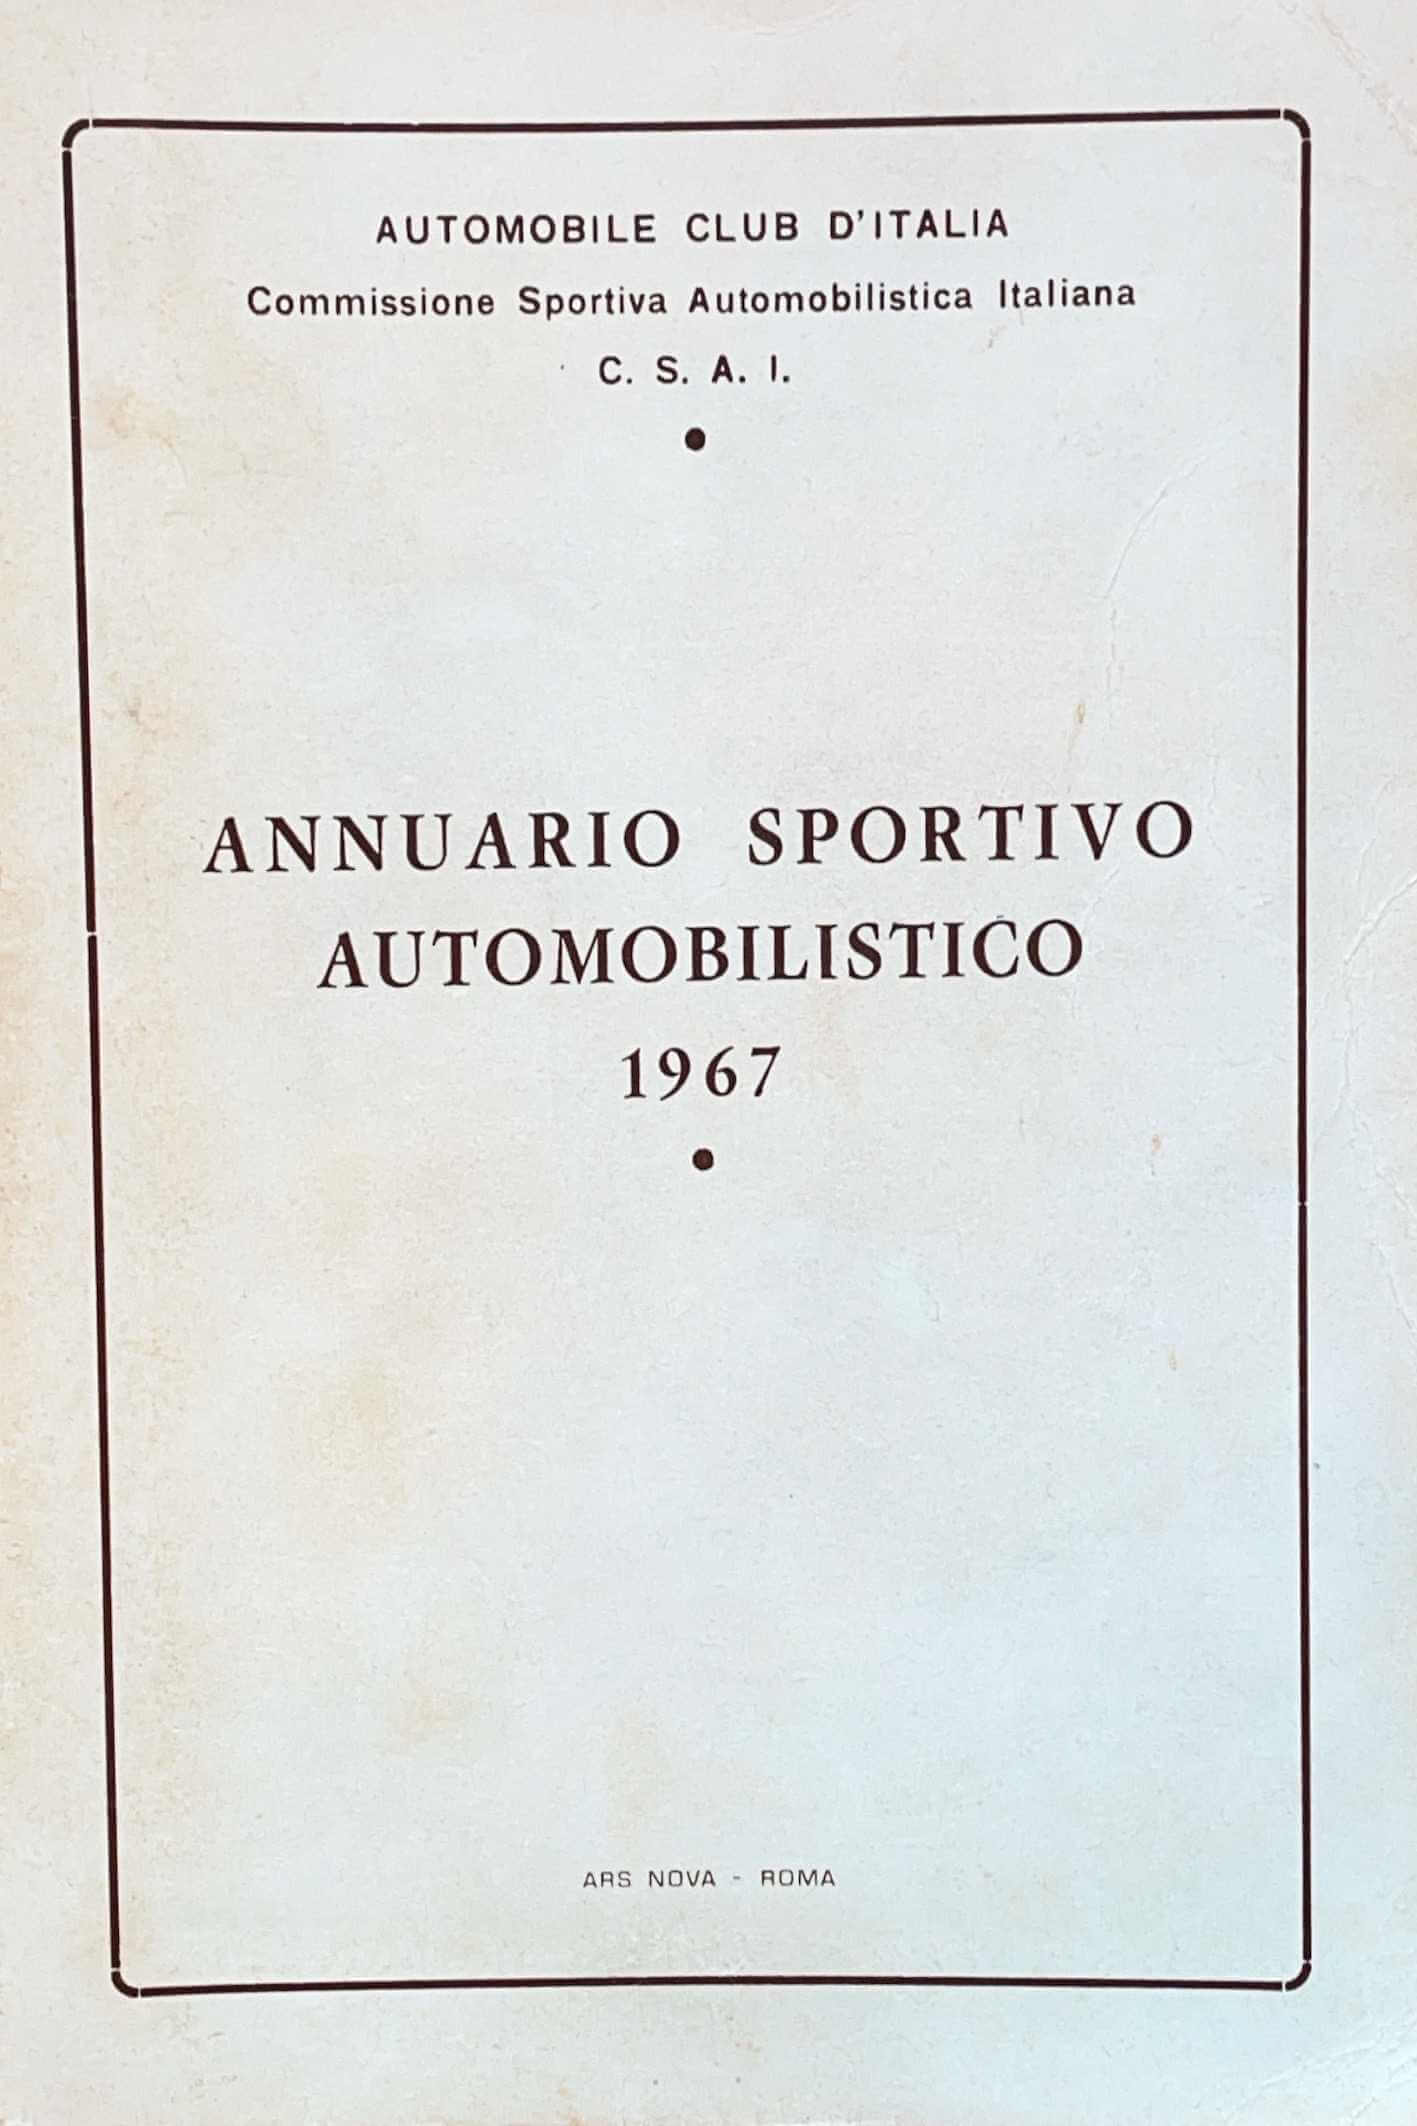 AUTOMOBILE CLUB D'ITALIA
Commissione Sportiva Automobilistica Italiana
C. S. A. I.
ANNUARIO SPORTIVO
AUTOMOBILISTICO
1967
ARS NOVA - ROMA